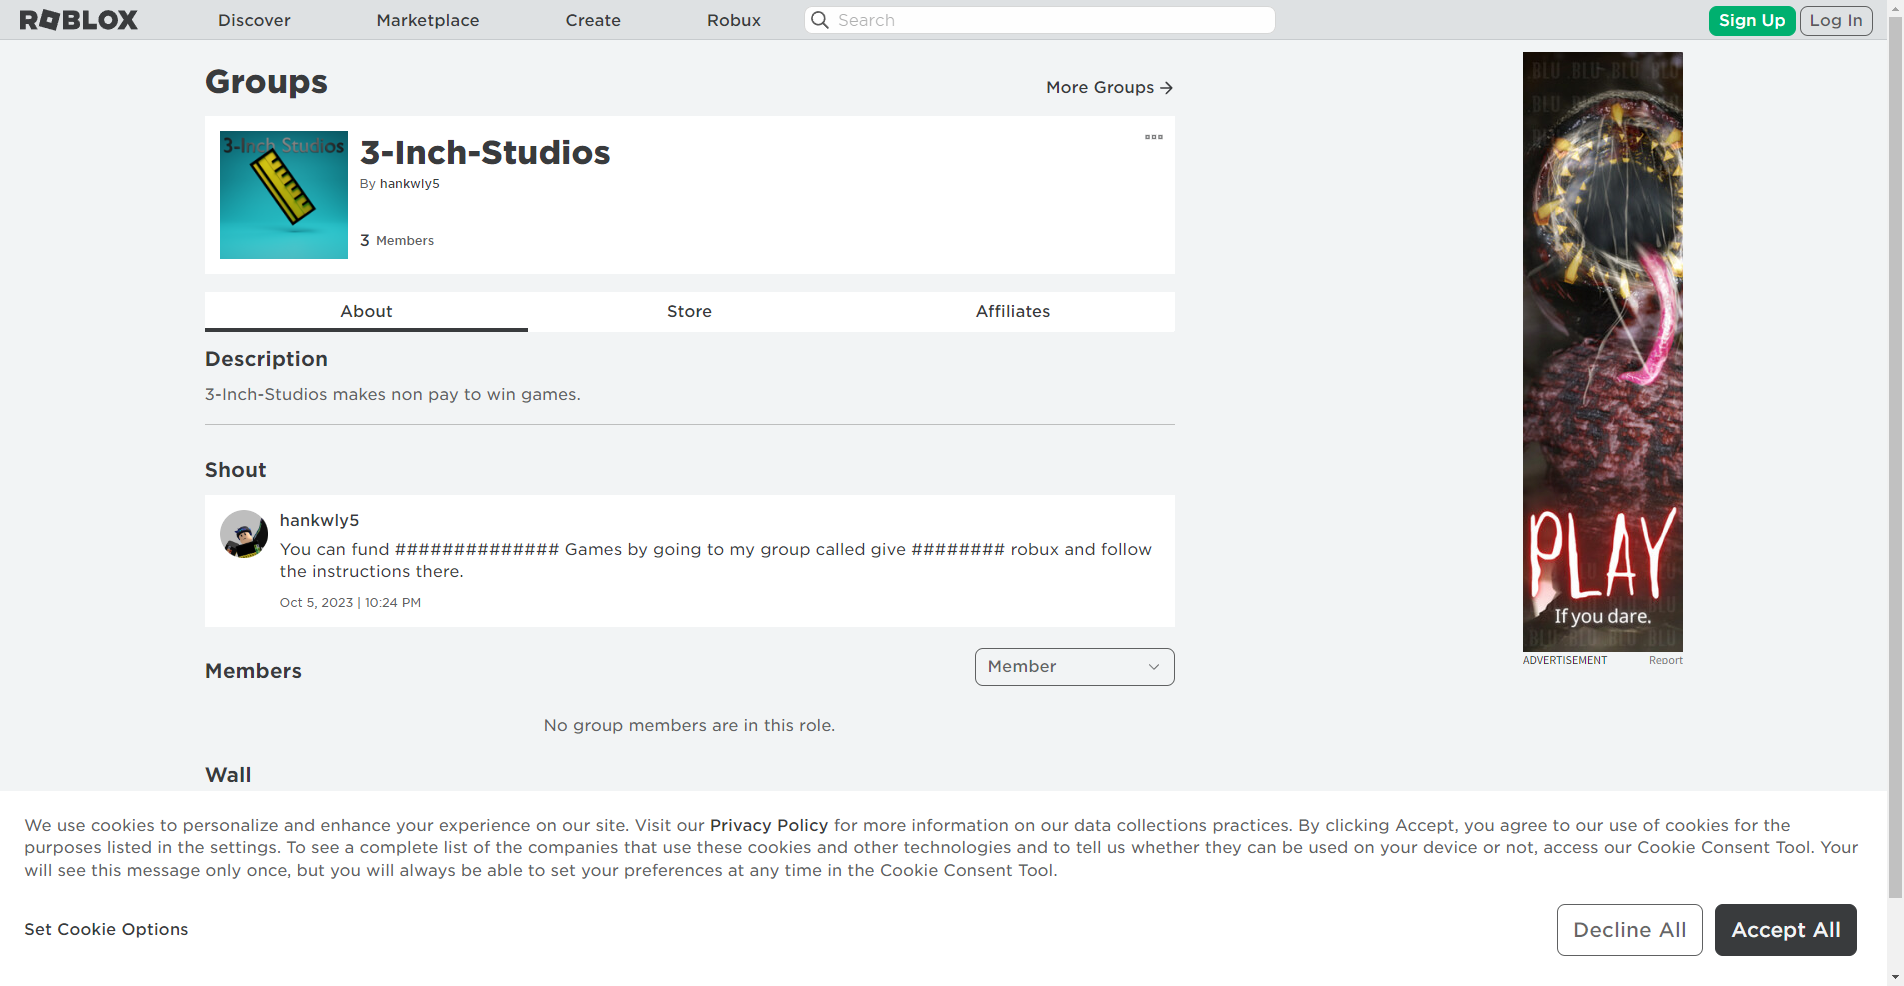 ROBLOX
Discover
Marketplace
Create
Robux
Search
Sign Up
Log In
Groups
More Groups
3-Inch Studios
3-Inch-Studios
By hankwly5
3 Members
About
Store
Affiliates
Description
3-Inch-Studios makes non pay to win games.
Shout
hankwly5
You can fund ############## Games by going to my group called give ######## robux and follow
the instructions there.
Oct 5, 2023 | 10:24 PM
Members
Member
No group members are in this role.
Wall
BLU BLU BLU BLU
PLAY
If you dare.
ADVERTISEMENT
Report
We use cookies to personalize and enhance your experience on our site. Visit our Privacy Policy for more information on our data collections practices. By clicking Accept, you agree to our use of cookies for the
purposes listed in the settings. To see a complete list of the companies that use these cookies and other technologies and to tell us whether they can be used on your device or not, access our Cookie Consent Tool. Your
will see this message only once, but you will always be able to set your preferences at any time in the Cookie Consent Tool.
Set Cookie Options
Decline All
Accept All